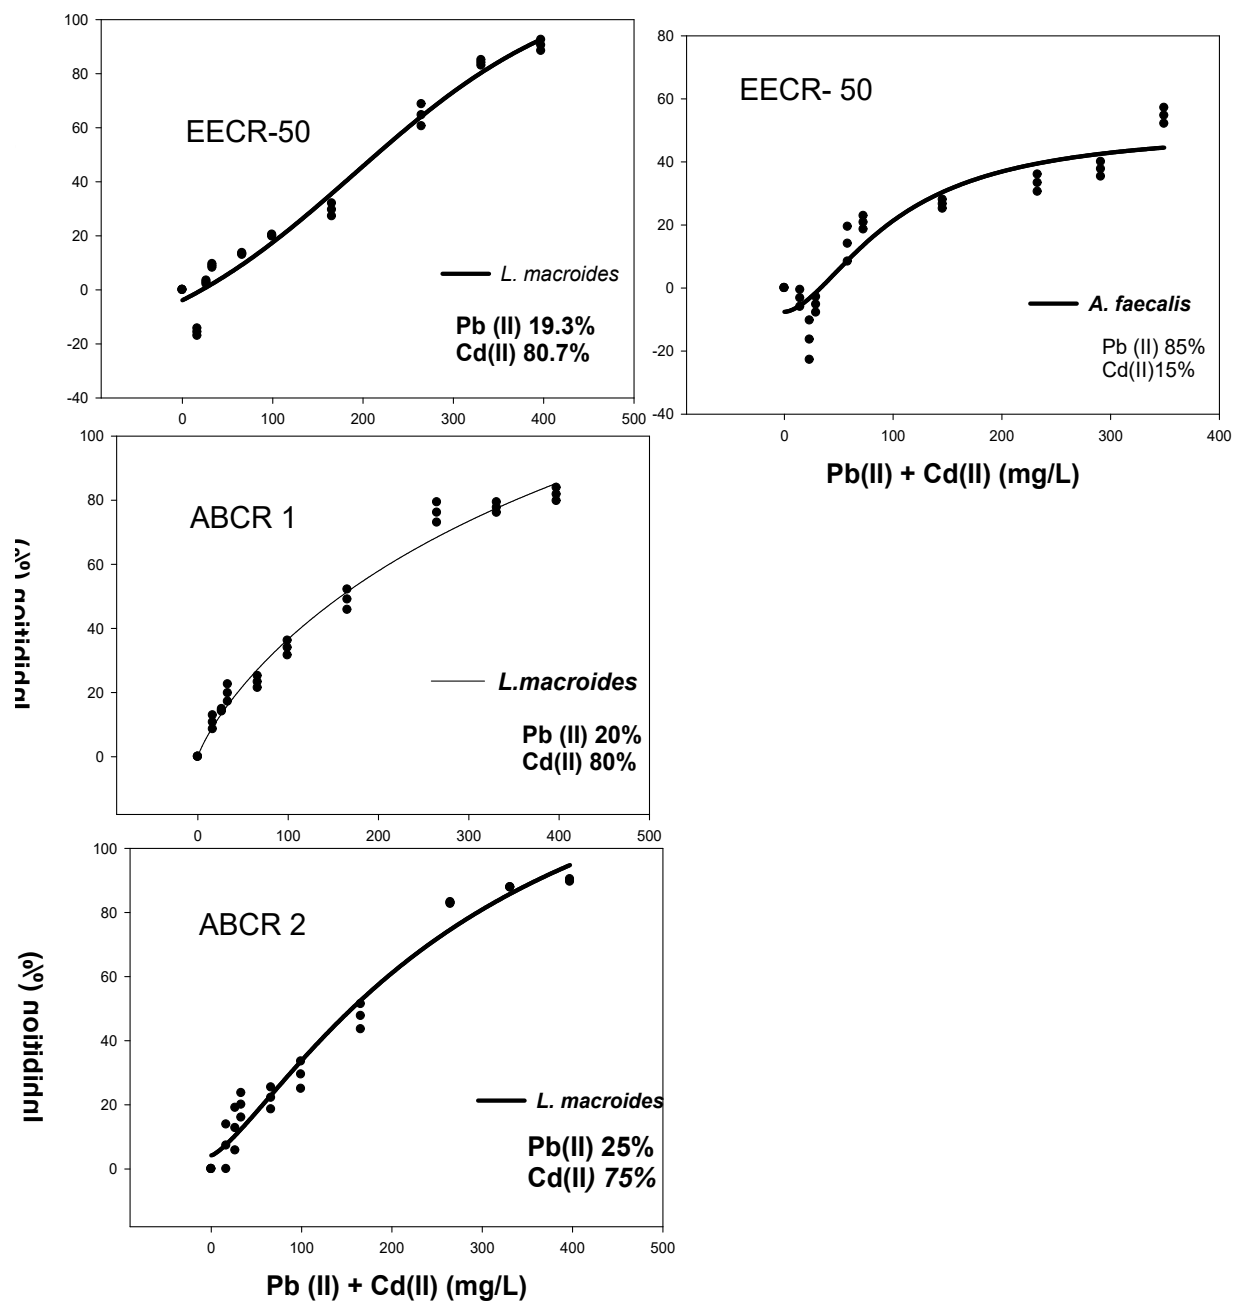 100
80
60
40
20
0
-20
-40
EECR-50
L. macroides
Pb (II) 19.3%
Cd(II) 80.7%
0 100 200 300 400 500
80
60
40
20
0
-20
-40
EECR- 50
A. faecalis
Pb (II) 85%
Cd(II)15%
0 100 200 300 400
Pb(II) + Cd(II) (mg/L)
Inhibition (%)
100
80
60
40
20
0
ABCR 1
L.macroides
Pb (II) 20%
Cd(II) 80%
0 100 200 300 400 500
Inhibition (%)
100
80
60
40
20
0
ABCR 2
L. macroides
Pb(II) 25%
Cd(II) 75%
0 100 200 300 400 500
Pb (II) + Cd(II) (mg/L)